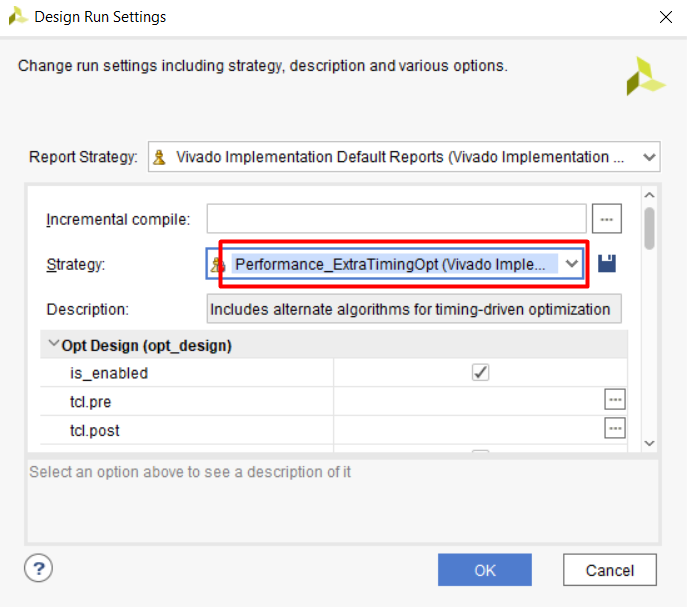 Design Run Settings
Change run settings including strategy, description and various options.
Report Strategy: Vivado Implementation Default Reports (Vivado Implementation ...
Incremental compile:
...
Strategy: Performance_ExtraTimingOpt (Vivado Imple...
Description: Includes alternate algorithms for timing-driven optimization
Opt Design (opt_design)
is_enabled
tcl.pre ...
tcl.post ...
Select an option above to see a description of it
? OK Cancel